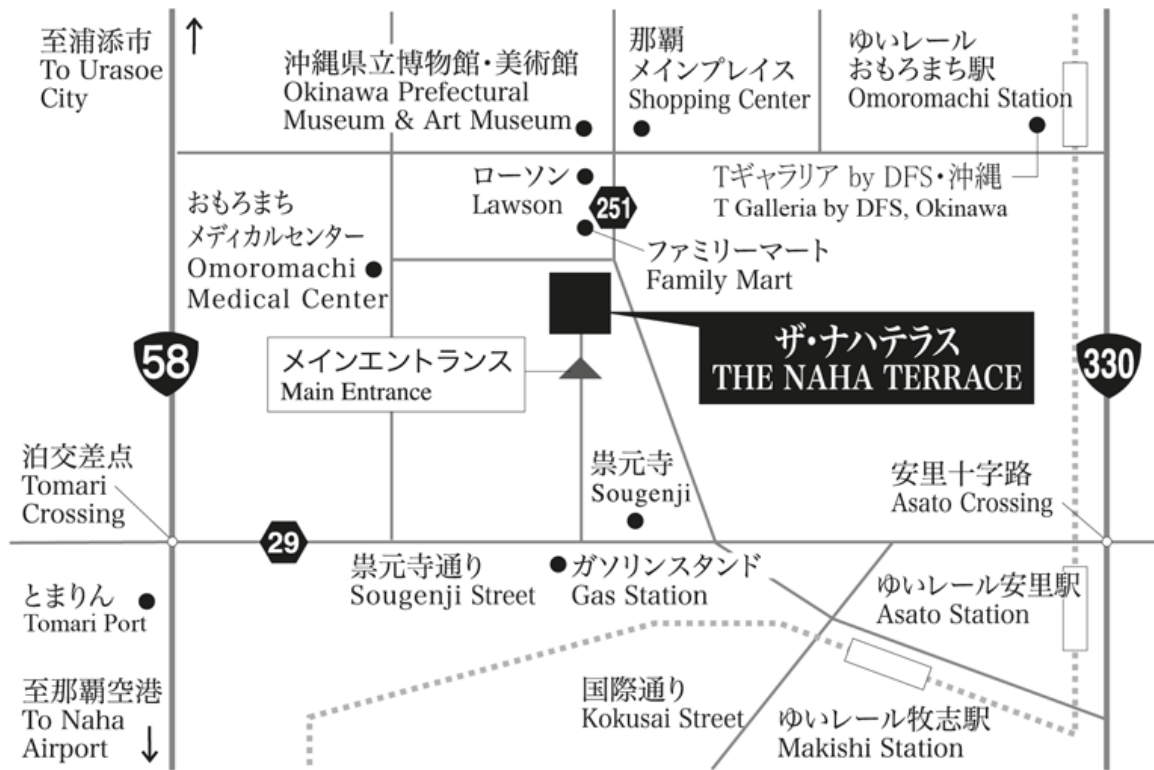 至浦添市
To Urasoe
City
沖縄県立博物館・美術館
Okinawa Prefectural
Museum & Art Museum
那覇
メインプレイス
Shopping Center
ゆいレール
おもろまち駅
Omoromachi Station
ローソン
Lawson
251
Tギャラリア by DFS・沖縄
T Galleria by DFS, Okinawa
おもろまち
メディカルセンター
Omoromachi
Medical Center
ファミリーマート
Family Mart
58
メインエントランス
Main Entrance
ザ・ナハテラス
THE NAHA TERRACE
330
泊交差点
Tomari
Crossing
祟元寺
Sougenji
安里十字路
Asato Crossing
29
祟元寺通り
Sougenji Street
ガソリンスタンド
Gas Station
ゆいレール安里駅
Asato Station
とまりん
Tomari Port
至那覇空港
To Naha
Airport
国際通り
Kokusai Street
ゆいレール牧志駅
Makishi Station